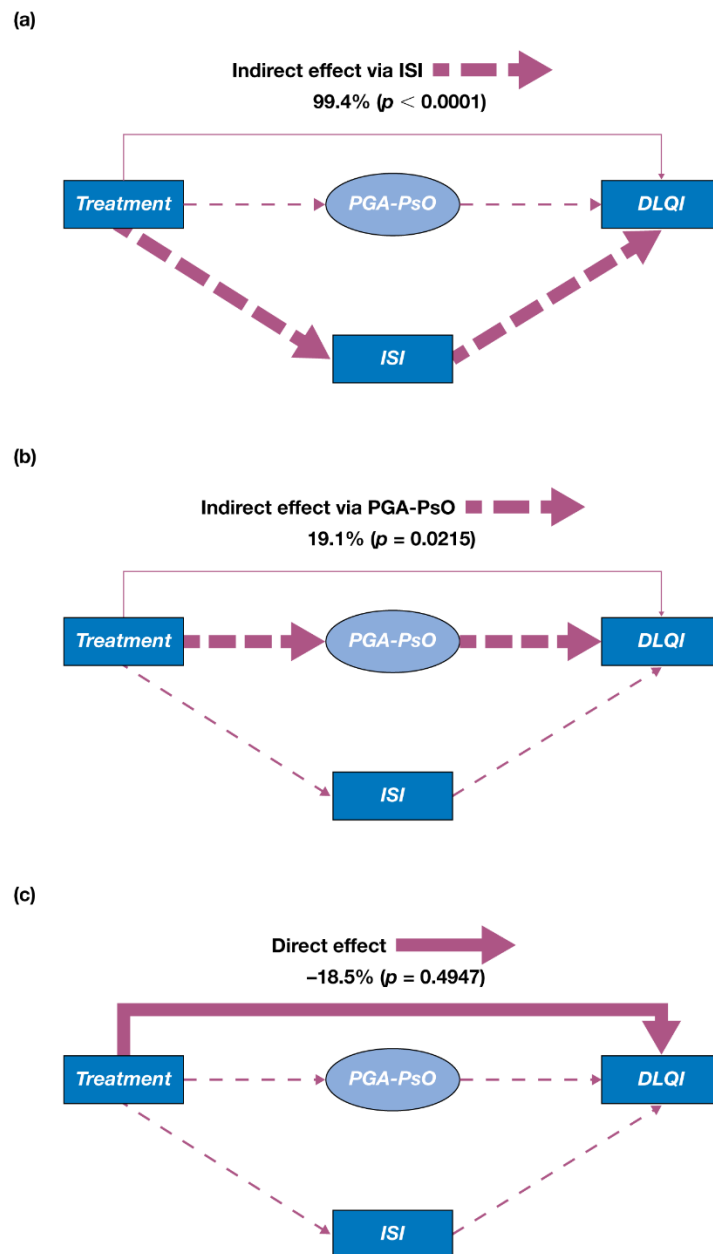 (a)
Indirect effect via ISI
99.4% (p < 0.0001)
Treatment
PGA-PsO
DLQI
ISI
(b)
Indirect effect via PGA-PsO
19.1% (p = 0.0215)
Treatment
PGA-PsO
DLQI
ISI
(c)
Direct effect
–18.5% (p = 0.4947)
Treatment
PGA-PsO
DLQI
ISI